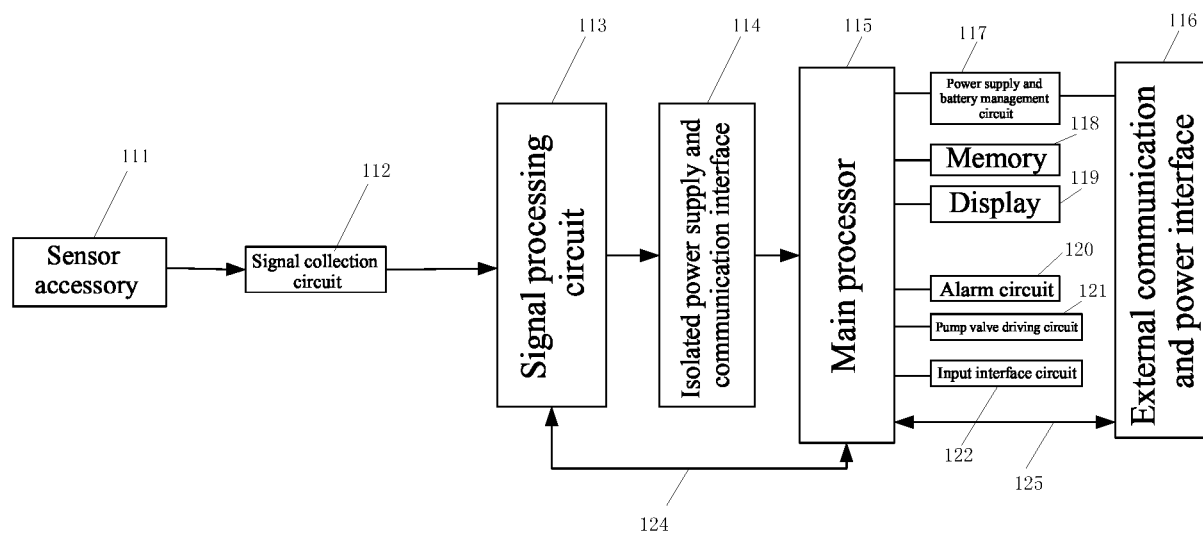 111
Sensor
accessory
112
Signal collection
circuit
113
Signal processing
circuit
114
Isolated power supply and
communication interface
115
Main processor
117
Power supply and
battery management
circuit
118
Memory
119
Display
120
Alarm circuit
121
Pump valve driving circuit
Input interface circuit
122
116
External communication
and power interface
124
125